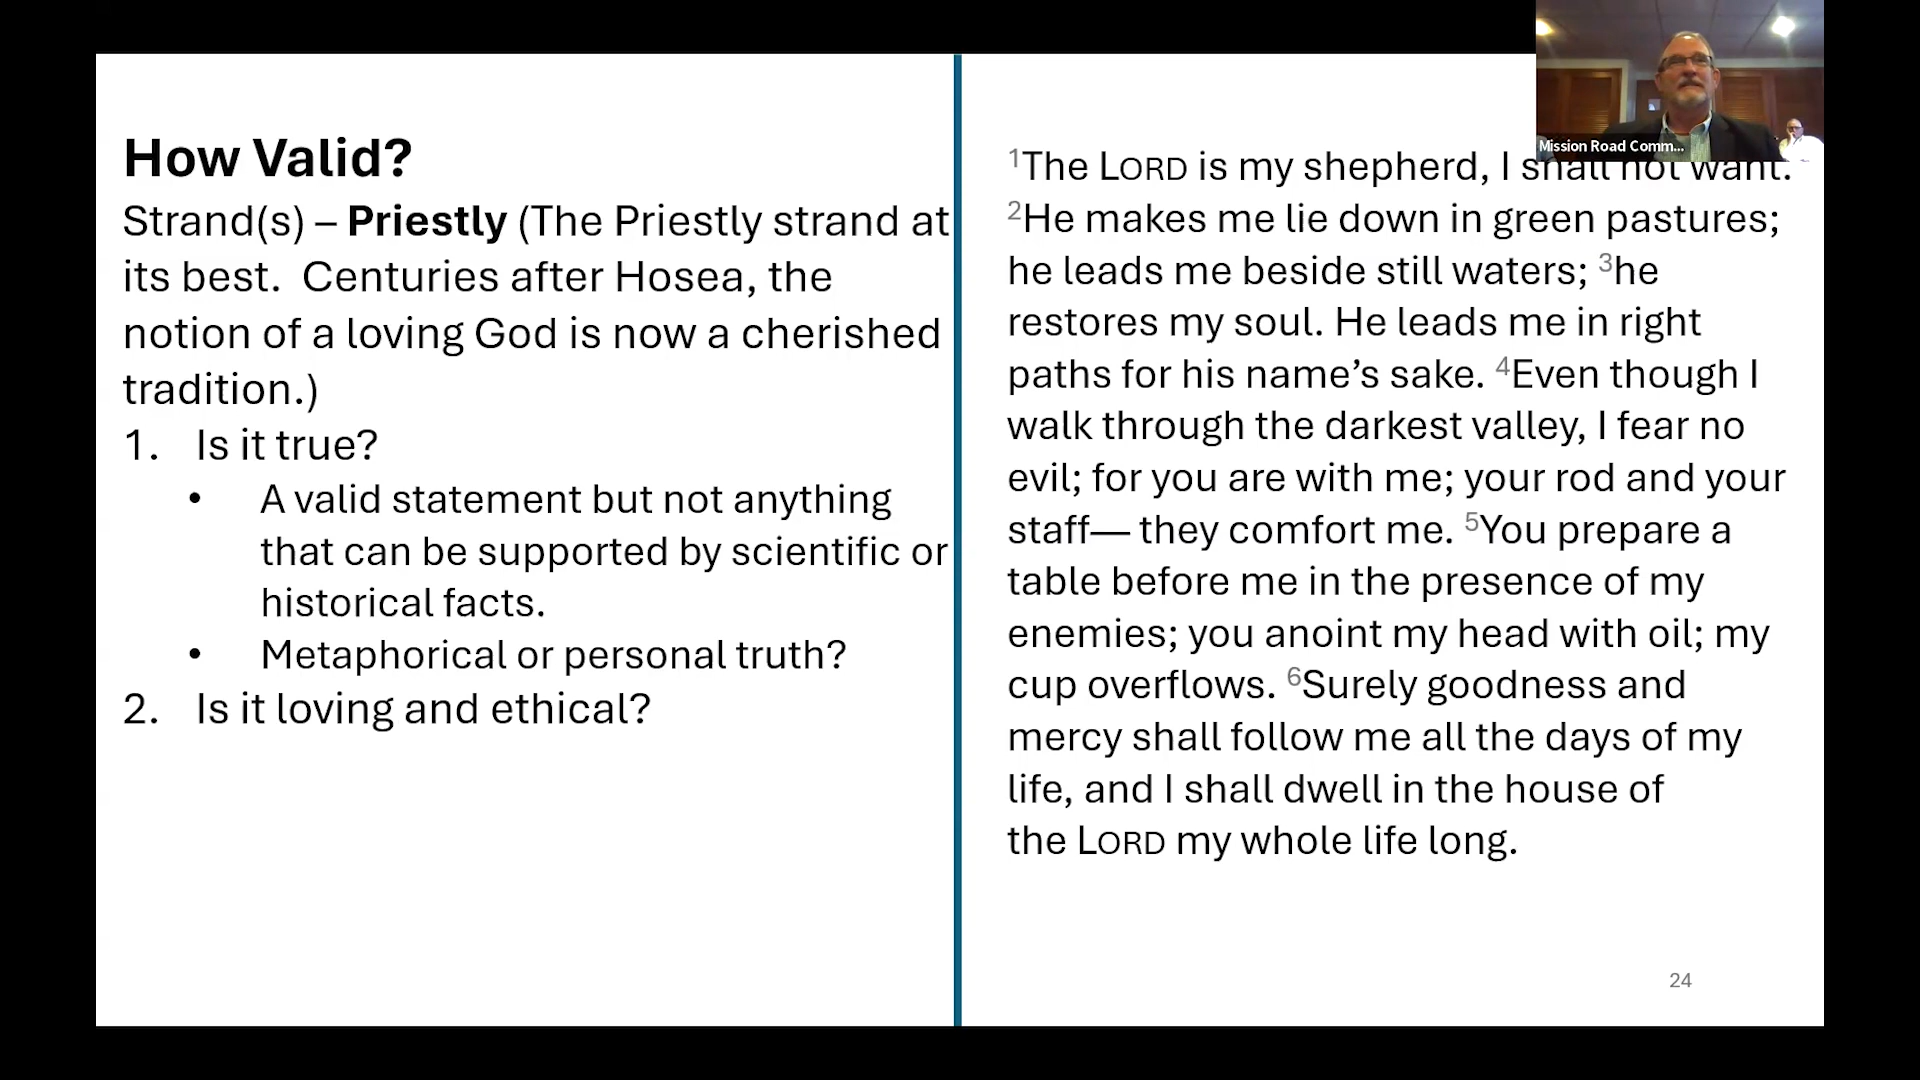 How Valid?
Strand(s) – Priestly (The Priestly strand at
its best.  Centuries after Hosea, the
notion of a loving God is now a cherished
tradition.)
1. Is it true?
• A valid statement but not anything
that can be supported by scientific or
historical facts.
• Metaphorical or personal truth?
2. Is it loving and ethical?
Mission Road Comm...
1The LORD is my shepherd, I shall not want.
2He makes me lie down in green pastures;
he leads me beside still waters; 3he
restores my soul. He leads me in right
paths for his name’s sake. 4Even though I
walk through the darkest valley, I fear no
evil; for you are with me; your rod and your
staff— they comfort me. 5You prepare a
table before me in the presence of my
enemies; you anoint my head with oil; my
cup overflows. 6Surely goodness and
mercy shall follow me all the days of my
life, and I shall dwell in the house of
the LORD my whole life long.
24